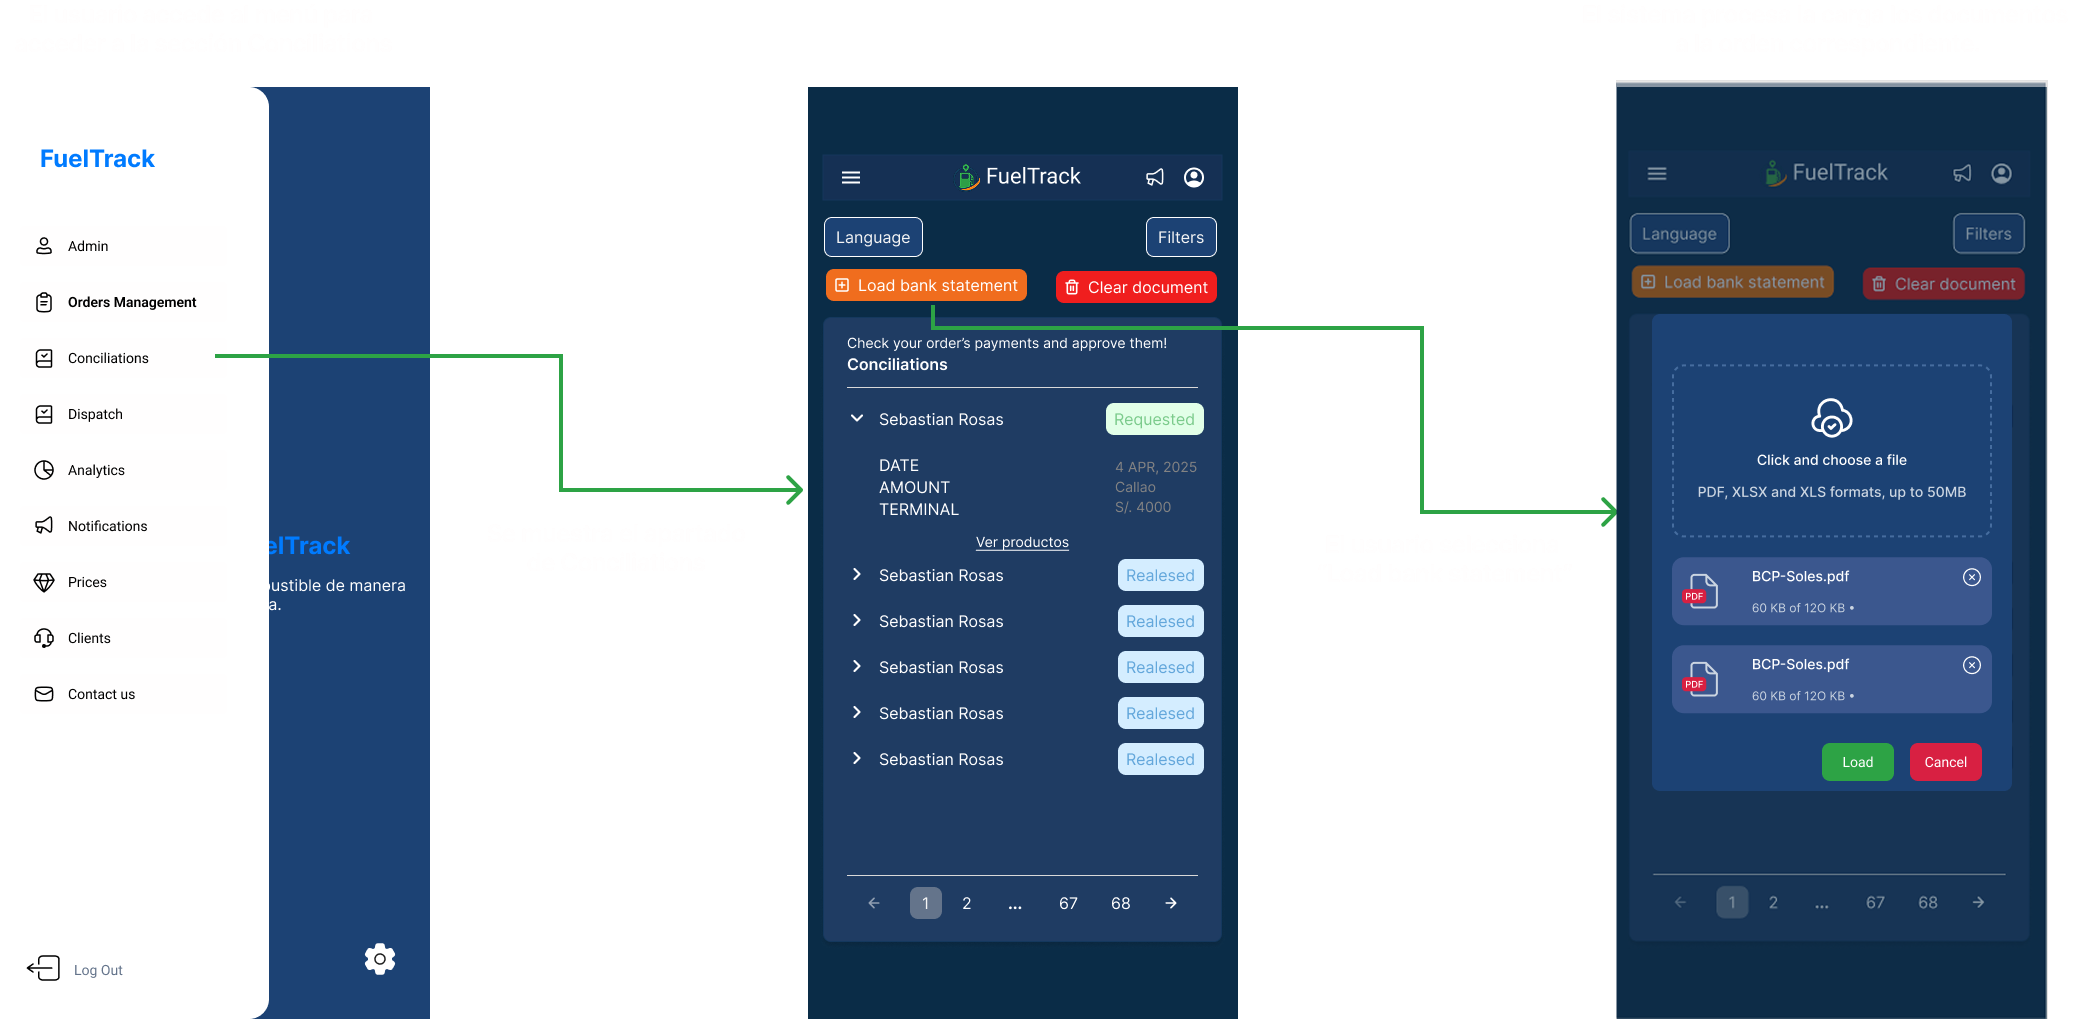 FuelTrack
Admin
Orders Management
Conciliations
Dispatch
Analytics
Notifications
Prices
Clients
Contact us
Log Out
elTrack
ustible de manera
a.
FuelTrack
Language
Filters
Load bank statement
Clear document
Check your order's payments and approve them!
Conciliations
Sebastian Rosas Requested
DATE 4 APR, 2025
AMOUNT Callao
TERMINAL S/. 4000
Ver productos
Sebastian Rosas Realesed
Sebastian Rosas Realesed
Sebastian Rosas Realesed
Sebastian Rosas Realesed
Sebastian Rosas Realesed
1 2 ... 67 68
FuelTrack
Language
Filters
Load bank statement
Clear document
Click and choose a file
PDF, XLSX and XLS formats, up to 50MB
PDF
BCP-Soles.pdf
60 KB of 120 KB •
PDF
BCP-Soles.pdf
60 KB of 120 KB •
Load
Cancel
1 2 ... 67 68